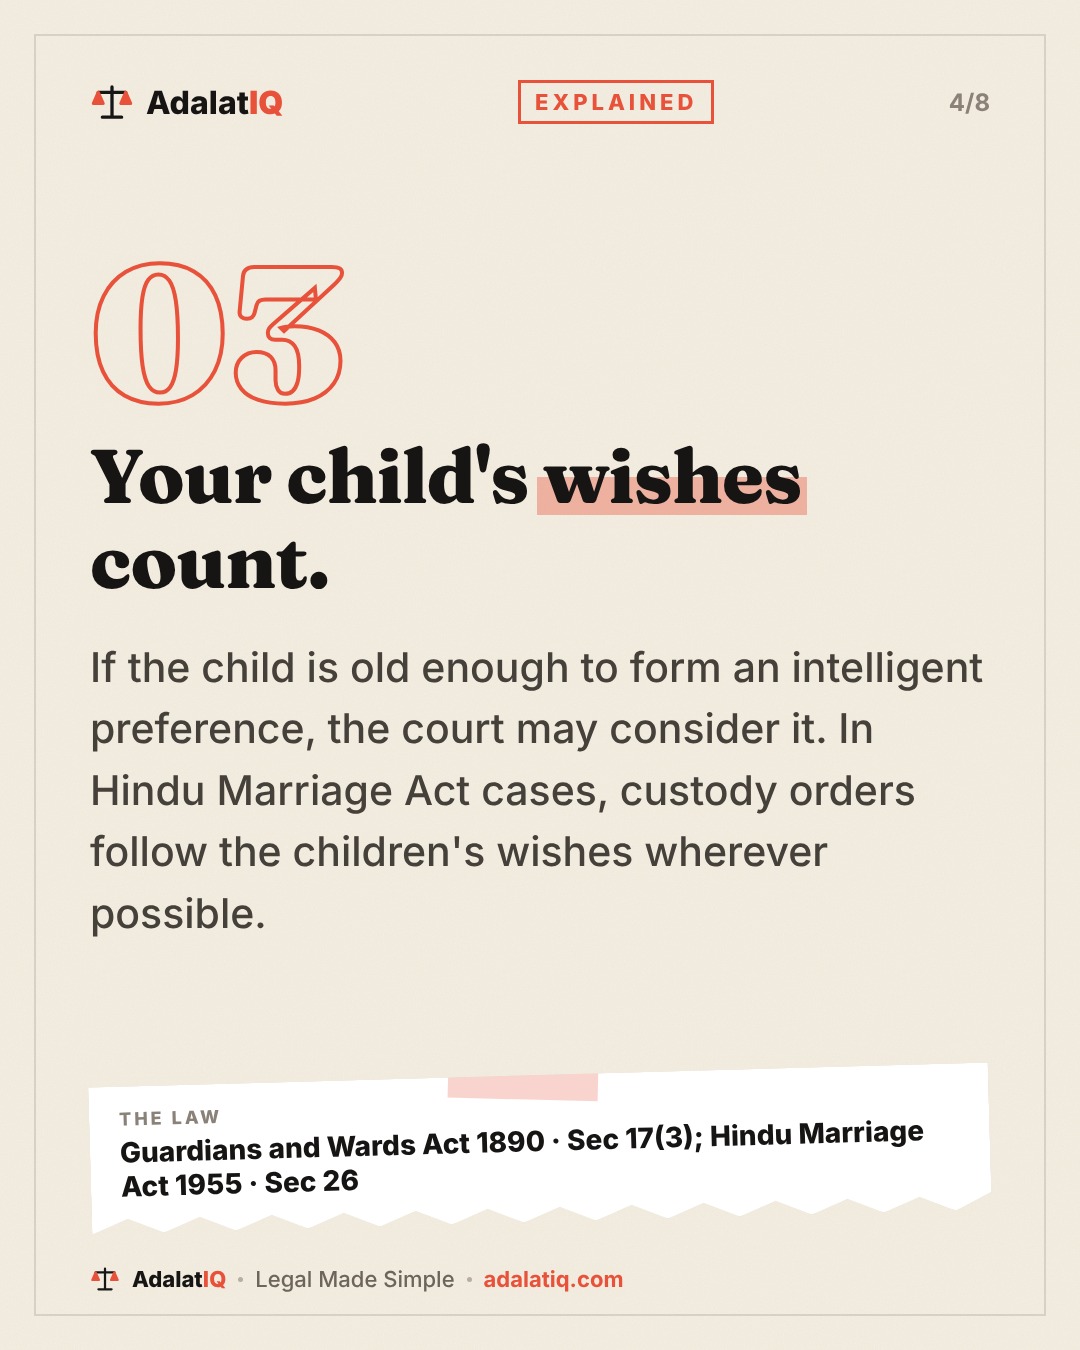 AdalatIQ
EXPLAINED
4/8
03
Your child's wishes
count.
If the child is old enough to form an intelligent
preference, the court may consider it. In
Hindu Marriage Act cases, custody orders
follow the children's wishes wherever
possible.
THE LAW
Guardians and Wards Act 1890 · Sec 17(3); Hindu Marriage
Act 1955 · Sec 26
AdalatIQ • Legal Made Simple • adalatiq.com